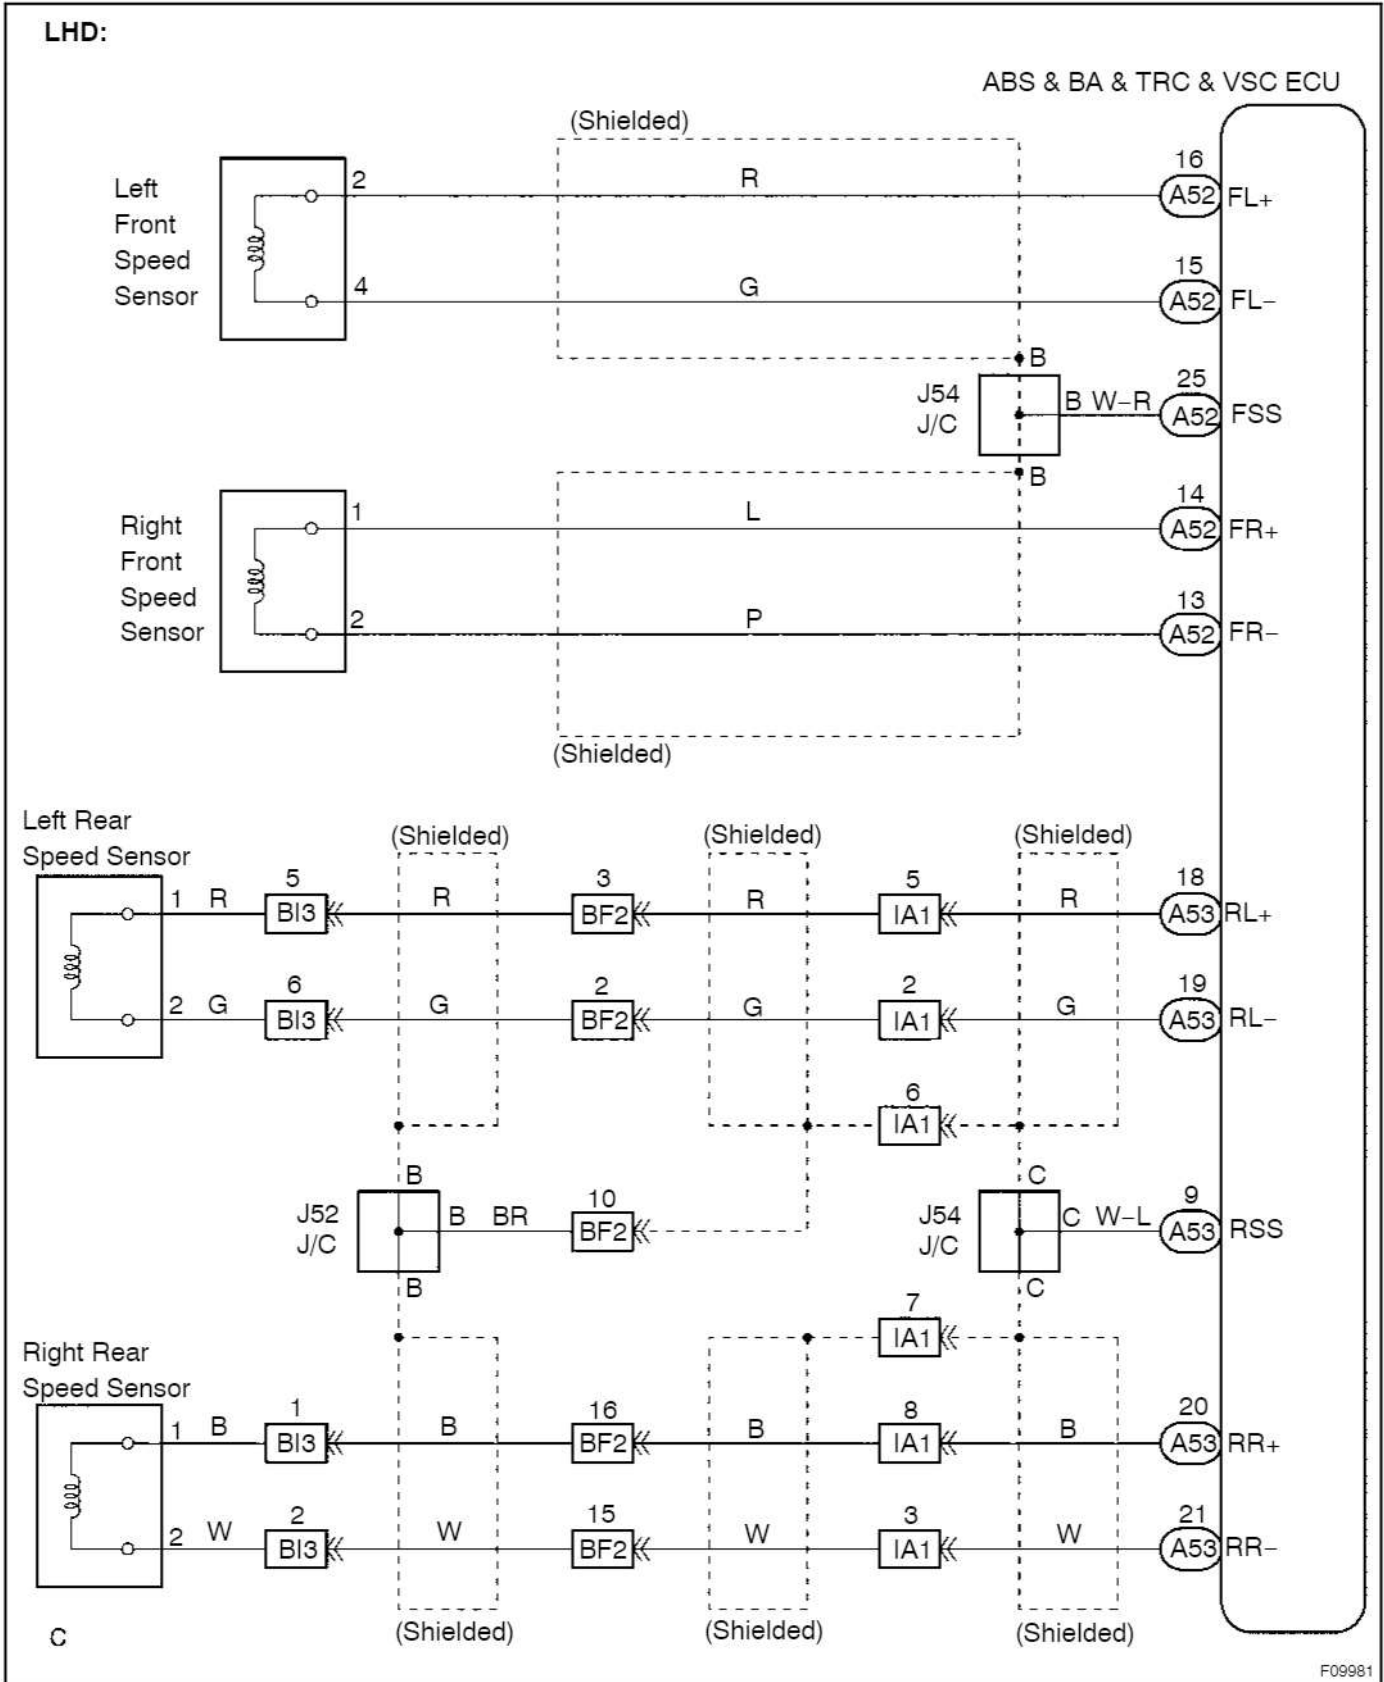 LHD:
ABS & BA & TRC & VSC ECU
(Shielded)
Left
Front
Speed
Sensor
2
R
16
A52
FL+
4
G
15
A52
FL−
B
J54
J/C
B
W−R
25
A52
FSS
B
Right
Front
Speed
Sensor
1
L
14
A52
FR+
2
P
13
A52
FR−
(Shielded)
Left Rear
Speed Sensor
(Shielded)
(Shielded)
(Shielded)
1
R
5
BI3
R
3
BF2
R
5
IA1
R
18
A53
RL+
2
G
6
BI3
G
2
BF2
G
2
IA1
G
19
A53
RL−
6
IA1
B
C
J52
J/C
B
BR
10
BF2
J54
J/C
C
W−L
9
A53
RSS
B
C
7
IA1
Right Rear
Speed Sensor
1
B
1
BI3
B
16
BF2
B
8
IA1
B
20
A53
RR+
2
W
2
BI3
W
15
BF2
W
3
IA1
W
21
A53
RR−
(Shielded)
(Shielded)
(Shielded)
C
F09981